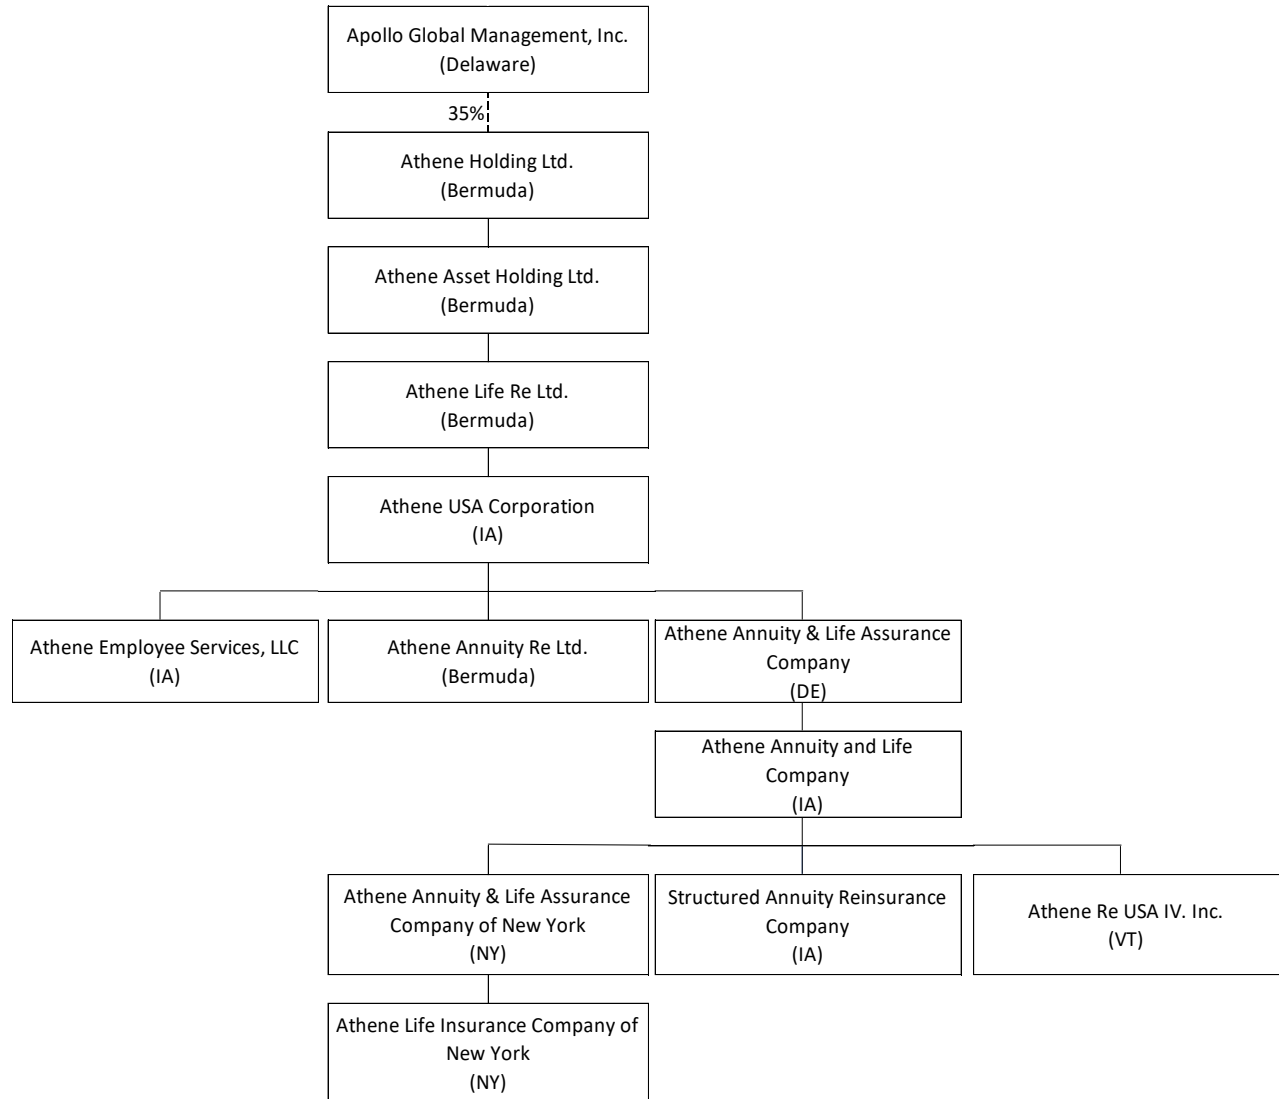 Apollo Global Management, Inc.
(Delaware)
35%
Athene Holding Ltd.
(Bermuda)
Athene Asset Holding Ltd.
(Bermuda)
Athene Life Re Ltd.
(Bermuda)
Athene USA Corporation
(IA)
Athene Employee Services, LLC
(IA)
Athene Annuity Re Ltd.
(Bermuda)
Athene Annuity & Life Assurance
Company
(DE)
Athene Annuity and Life
Company
(IA)
Athene Annuity & Life Assurance
Company of New York
(NY)
Structured Annuity Reinsurance
Company
(IA)
Athene Re USA IV. Inc.
(VT)
Athene Life Insurance Company of
New York
(NY)